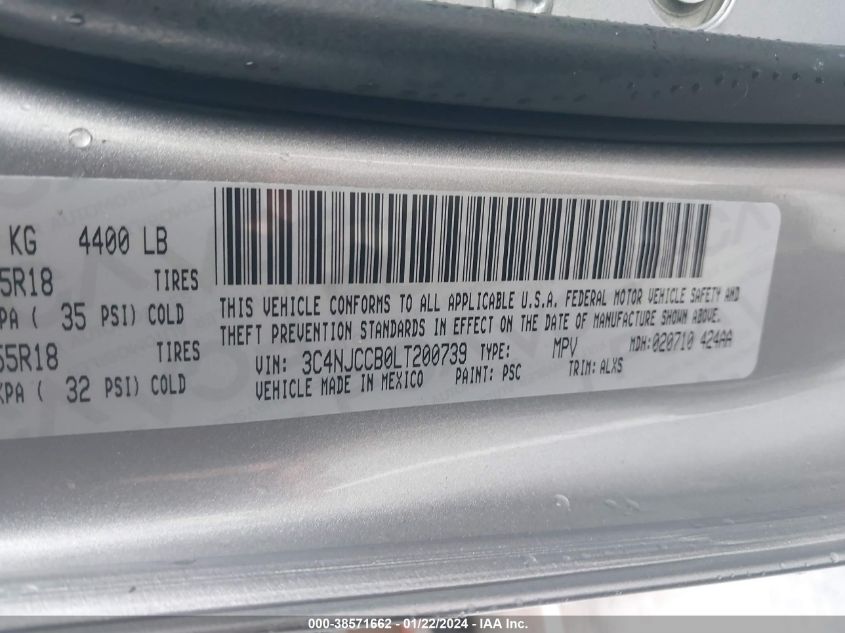 KG 4400 LB
5R18 TIRES
PA ( 35 PSI) COLD
55R18 TIRES
KPA ( 32 PSI) COLD
THIS VEHICLE CONFORMS TO ALL APPLICABLE U.S.A. FEDERAL MOTOR VEHICLE SAFETY AND
THEFT PREVENTION STANDARDS IN EFFECT ON THE DATE OF MANUFACTURE SHOWN ABOVE.
VIN: 3C4NJCCB0LT200739 TYPE: MPV MDH:020710 424AA
VEHICLE MADE IN MEXICO PAINT: PSC TRIM: ALXS
000-38571662 - 01/22/2024 - IAA Inc.